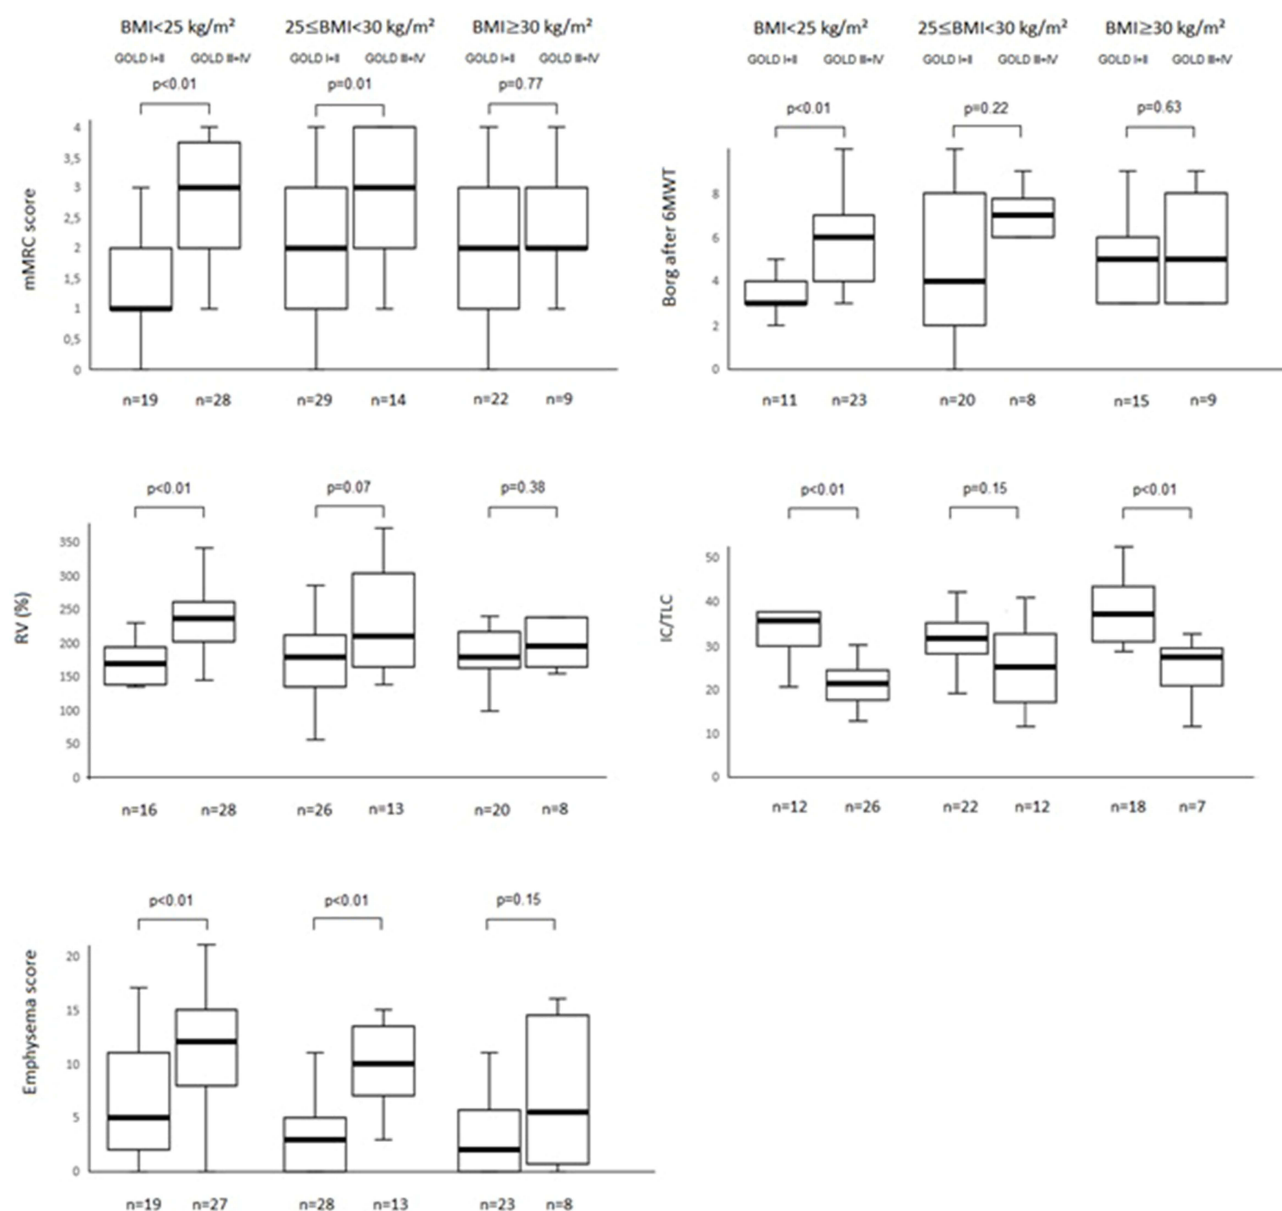 BMI<25 kg/m² 25≤BMI<30 kg/m² BMI≥30 kg/m²
GOLD I+II GOLD III+IV GOLD I+II GOLD III+IV GOLD I+II GOLD III+IV
p<0.01 p=0.01 p=0.77
mMRC score
4
3,5
3
2,5
2
1,5
1
0,5
0
n=19 n=28 n=29 n=14 n=22 n=9
BMI<25 kg/m² 25≤BMI<30 kg/m² BMI≥30 kg/m²
GOLD I+II GOLD III+IV GOLD I+II GOLD III+IV GOLD I+II GOLD III+IV
p<0.01 p=0.22 p=0.63
Borg after 6MWT
8
6
4
2
0
n=11 n=23 n=20 n=8 n=15 n=9
p<0.01 p=0.07 p=0.38
RV (%)
350
300
250
200
150
100
50
0
n=16 n=28 n=26 n=13 n=20 n=8
p<0.01 p=0.15 p<0.01
IC/TLC
50
40
30
20
10
0
n=12 n=26 n=22 n=12 n=18 n=7
p<0.01 p<0.01 p=0.15
Emphysema score
20
15
10
5
0
n=19 n=27 n=28 n=13 n=23 n=8